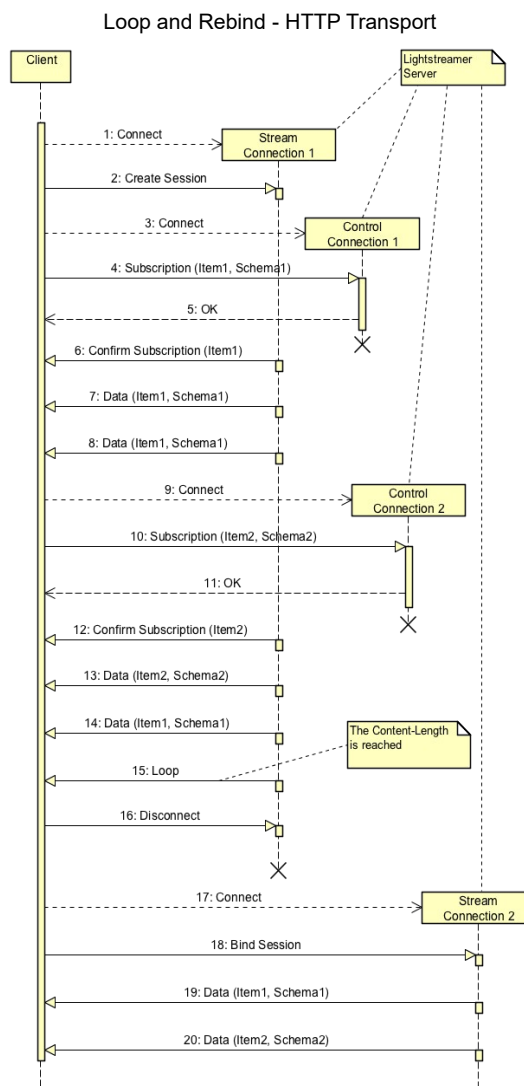 Loop and Rebind - HTTP Transport
Client
Lightstreamer
Server
1: Connect
Stream
Connection 1
2: Create Session
3: Connect
Control
Connection 1
4: Subscription (Item1, Schema1)
5: OK
6: Confirm Subscription (Item1)
7: Data (Item1, Schema1)
8: Data (Item1, Schema1)
9: Connect
Control
Connection 2
10: Subscription (Item2, Schema2)
11: OK
12: Confirm Subscription (Item2)
13: Data (Item2, Schema2)
14: Data (Item1, Schema1)
The Content-Length
is reached
15: Loop
16: Disconnect
17: Connect
Stream
Connection 2
18: Bind Session
19: Data (Item1, Schema1)
20: Data (Item2, Schema2)